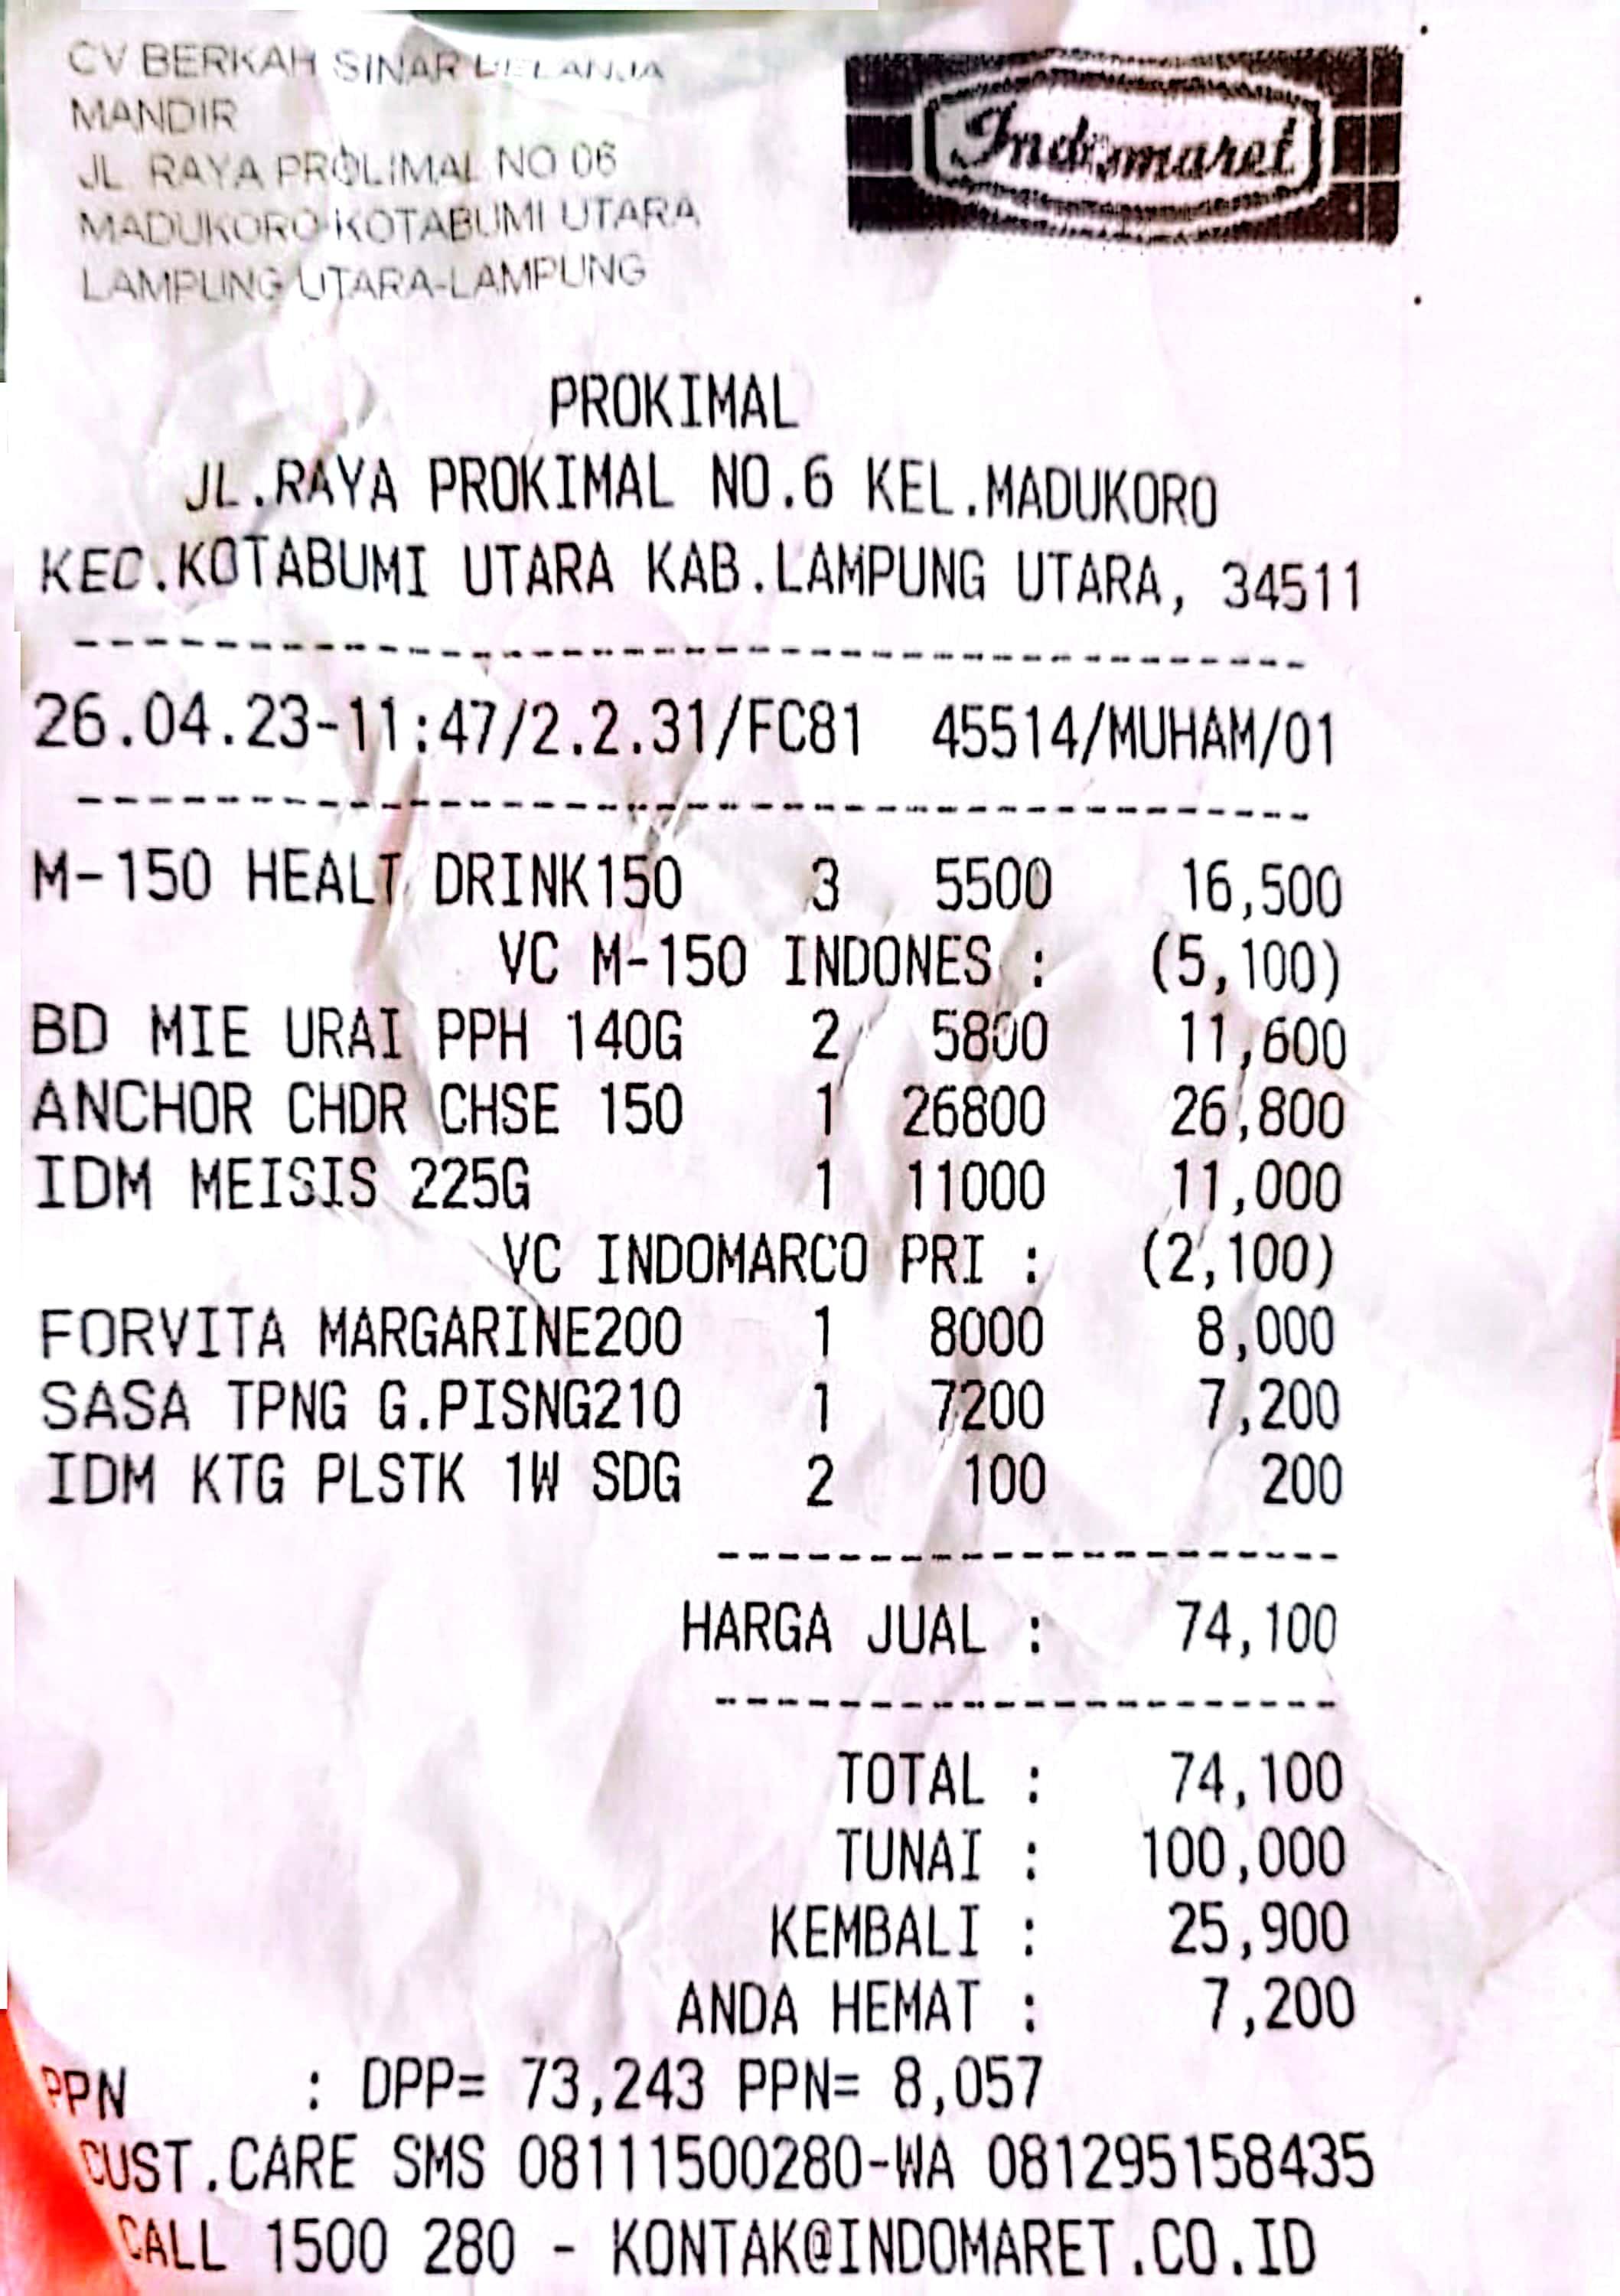 CV BERKAH SINAR BELANJA
MANDIR
JL. RAYA PROLIMAL NO 06
MADUKORO-KOTABUMI UTARA
LAMPUNG UTARA-LAMPUNG
Indomaret
PROKIMAL
JL.RAYA PROKIMAL NO.6 KEL.MADUKORO
KEC.KOTABUMI UTARA KAB.LAMPUNG UTARA, 34511
26.04.23-11:47/2.2.31/FC81 45514/MUHAM/01
M-150 HEALT DRINK150 3 5500 16,500
VC M-150 INDONES : (5,100)
BD MIE URAI PPH 140G 2 5800 11,600
ANCHOR CHDR CHSE 150 1 26800 26,800
IDM MEISIS 225G 1 11000 11,000
VC INDOMARCO PRI : (2,100)
FORVITA MARGARINE200 1 8000 8,000
SASA TPNG G.PISNG210 1 7200 7,200
IDM KTG PLSTK 1W SDG 2 100 200
HARGA JUAL : 74,100
TOTAL : 74,100
TUNAI : 100,000
KEMBALI : 25,900
ANDA HEMAT : 7,200
PPN : DPP= 73,243 PPN= 8,057
CUST.CARE SMS 08111500280-WA 081295158435
CALL 1500 280 - KONTAK@INDOMARET.CO.ID